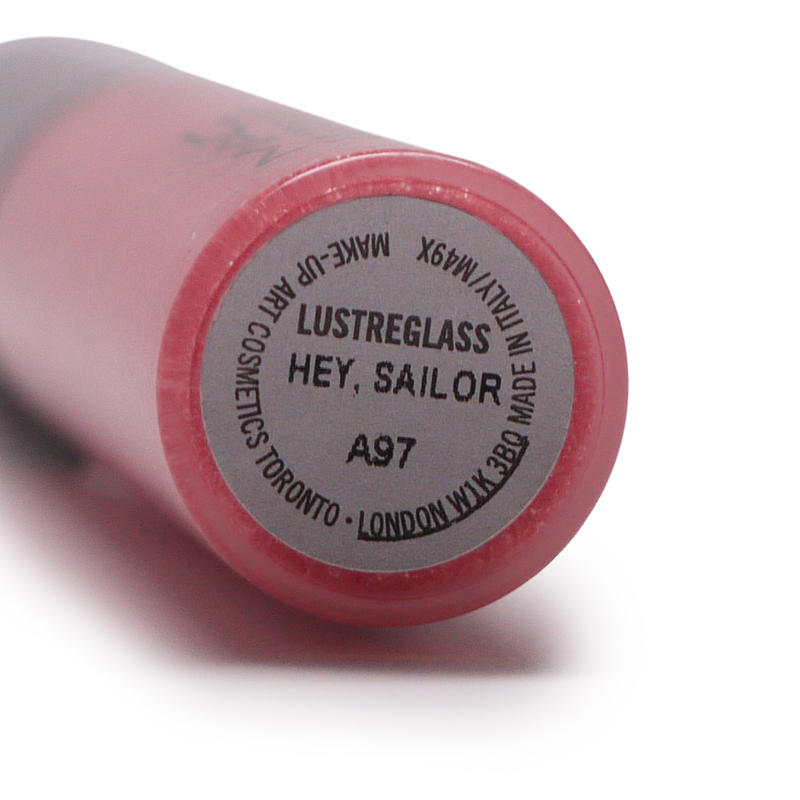 LUSTREGLASS
HEY, SAILOR
A97
MAKE-UP ART COSMETICS TORONTO · LONDON W1K 3BQ MADE IN ITALY/M49X